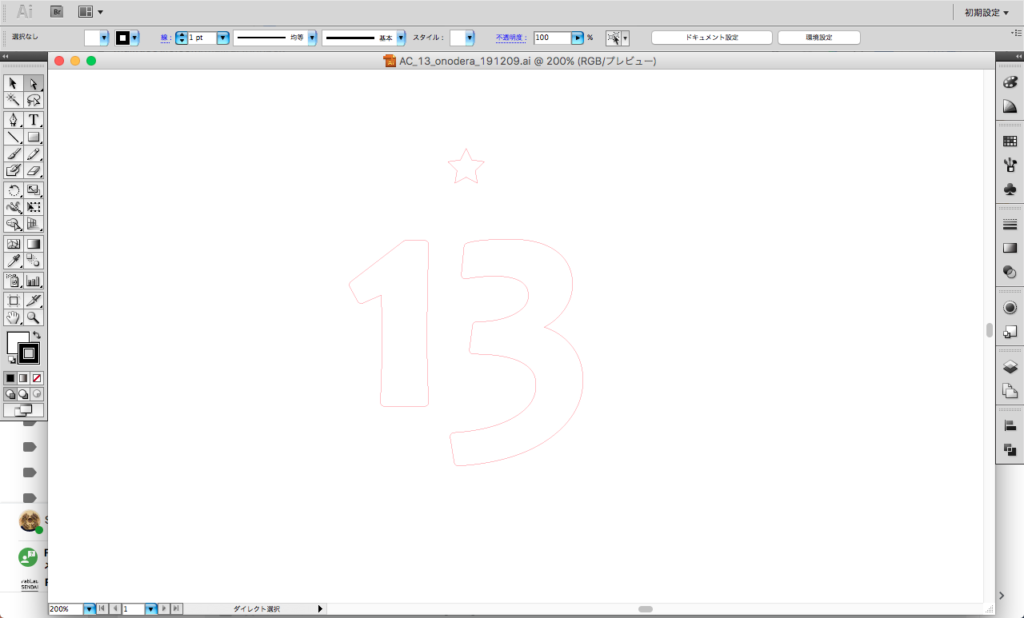 Ai Br 初期設定
選択なし 線： 1 pt 均等 基本 スタイル： 不透明度： 100 % ドキュメント設定 環境設定
AC_13_onodera_191209.ai @ 200% (RGB/プレビュー)
T
13
200% 1 ダイレクト選択